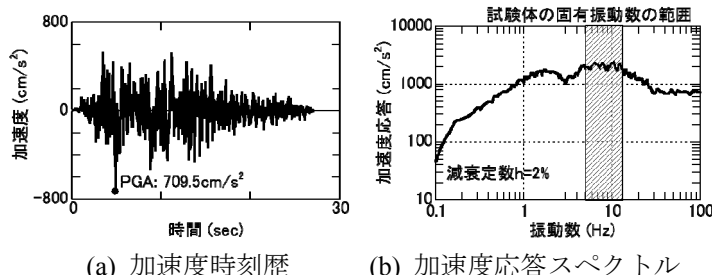 800
0
-800
加速度 (cm/s²)
PGA: 709.5cm/s²
0
30
時間 (sec)
(a) 加速度時刻歴
試験体の固有振動数の範囲
10000
1000
100
10
加速度応答 (cm/s²)
減衰定数h=2%
0.1
1
10
100
振動数 (Hz)
(b) 加速度応答スペクトル